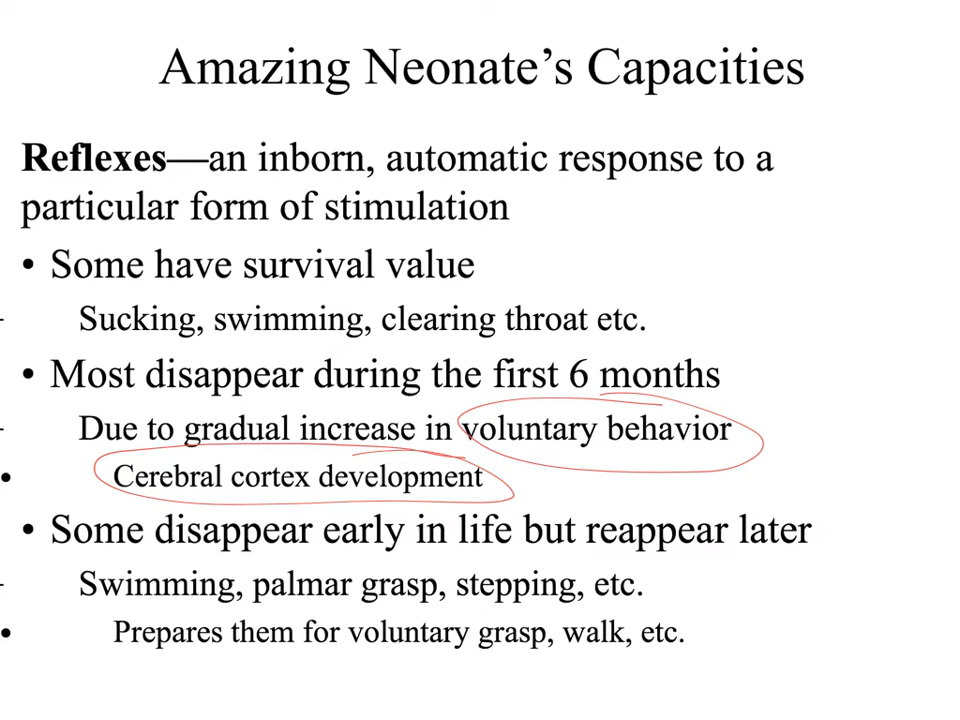 Amazing Neonate’s Capacities
Reflexes—an inborn, automatic response to a
particular form of stimulation
• Some have survival value
– Sucking, swimming, clearing throat etc.
• Most disappear during the first 6 months
– Due to gradual increase in voluntary behavior
• Cerebral cortex development
• Some disappear early in life but reappear later
– Swimming, palmar grasp, stepping, etc.
• Prepares them for voluntary grasp, walk, etc.